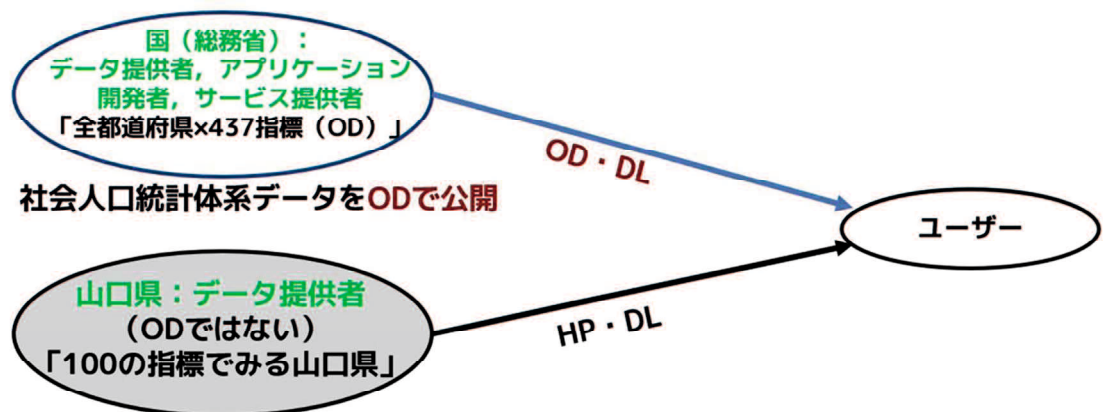 国（総務省）：
データ提供者，アプリケーション
開発者，サービス提供者
「全都道府県×437指標（OD）」
社会人口統計体系データをODで公開
OD・DL
ユーザー
山口県：データ提供者
（ODではない）
「100の指標でみる山口県」
HP・DL